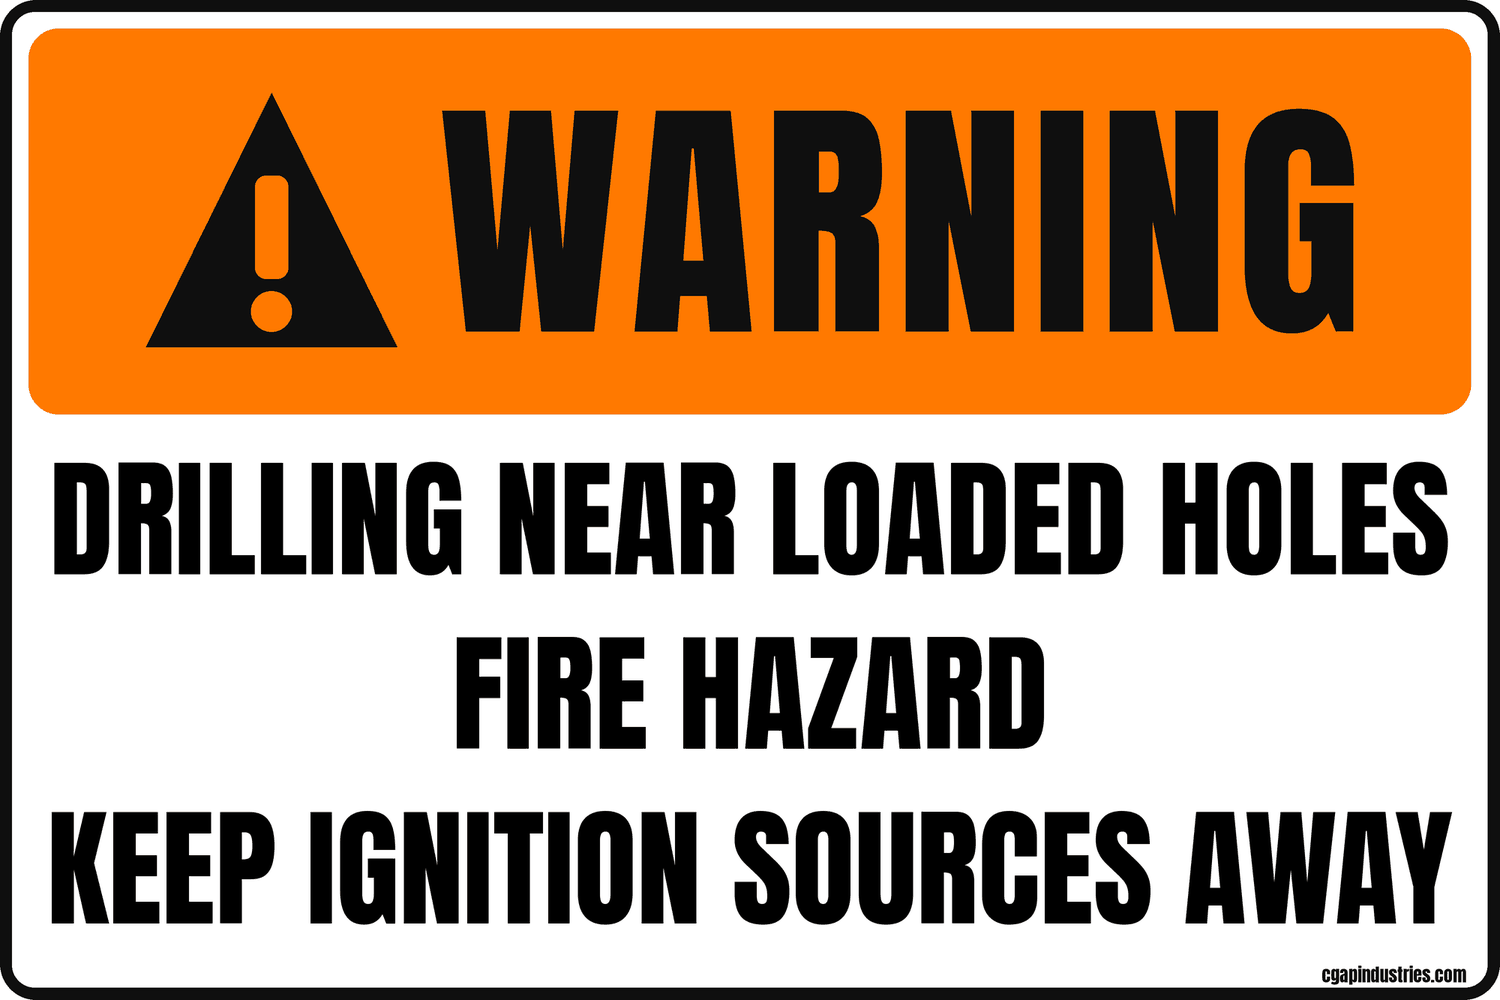 WARNING
DRILLING NEAR LOADED HOLES
FIRE HAZARD
KEEP IGNITION SOURCES AWAY
cgapindustries.com